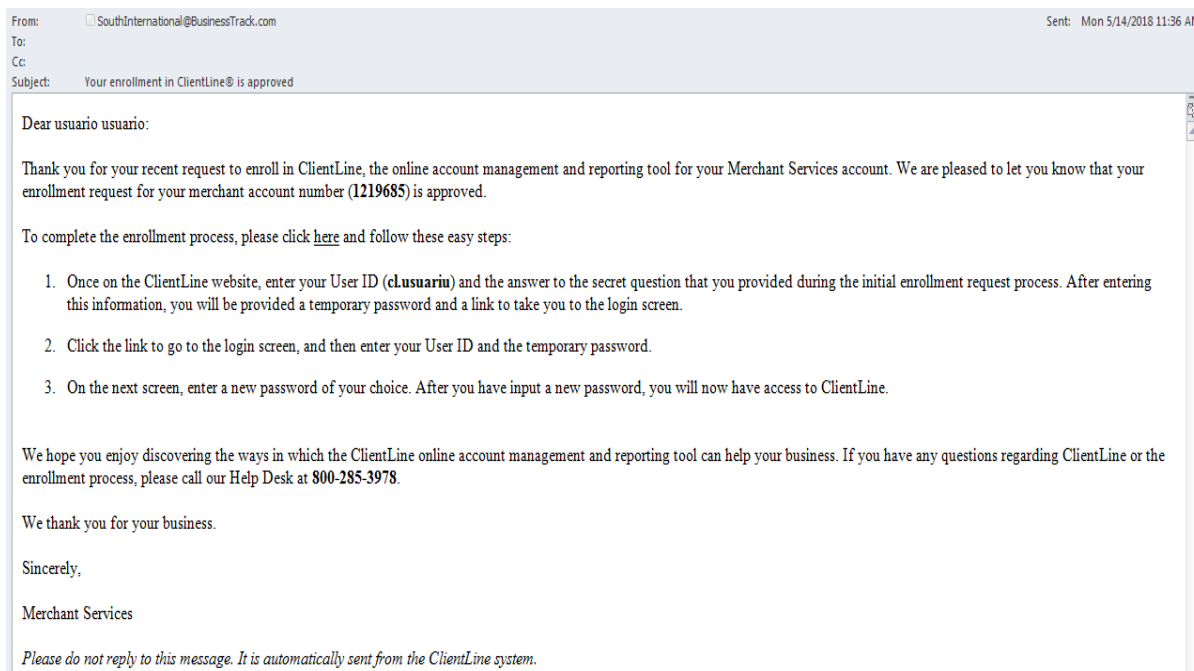 From: SouthInternational@BusinessTrack.com Sent: Mon 5/14/2018 11:36 AM
To:
Cc:
Subject: Your enrollment in ClientLine® is approved
Dear usuario usuario:
Thank you for your recent request to enroll in ClientLine, the online account management and reporting tool for your Merchant Services account. We are pleased to let you know that your
enrollment request for your merchant account number (1219685) is approved.
To complete the enrollment process, please click here and follow these easy steps:
1. Once on the ClientLine website, enter your User ID (cl.usuariu) and the answer to the secret question that you provided during the initial enrollment request process. After entering
this information, you will be provided a temporary password and a link to take you to the login screen.
2. Click the link to go to the login screen, and then enter your User ID and the temporary password.
3. On the next screen, enter a new password of your choice. After you have input a new password, you will now have access to ClientLine.
We hope you enjoy discovering the ways in which the ClientLine online account management and reporting tool can help your business. If you have any questions regarding ClientLine or the
enrollment process, please call our Help Desk at 800-285-3978.
We thank you for your business.
Sincerely,
Merchant Services
Please do not reply to this message. It is automatically sent from the ClientLine system.